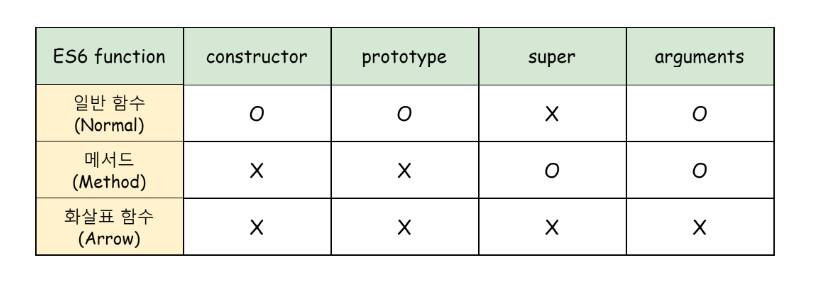 ES6 function constructor prototype super arguments
일반 함수
(Normal) O O X O
메서드
(Method) X X O O
화살표 함수
(Arrow) X X X X